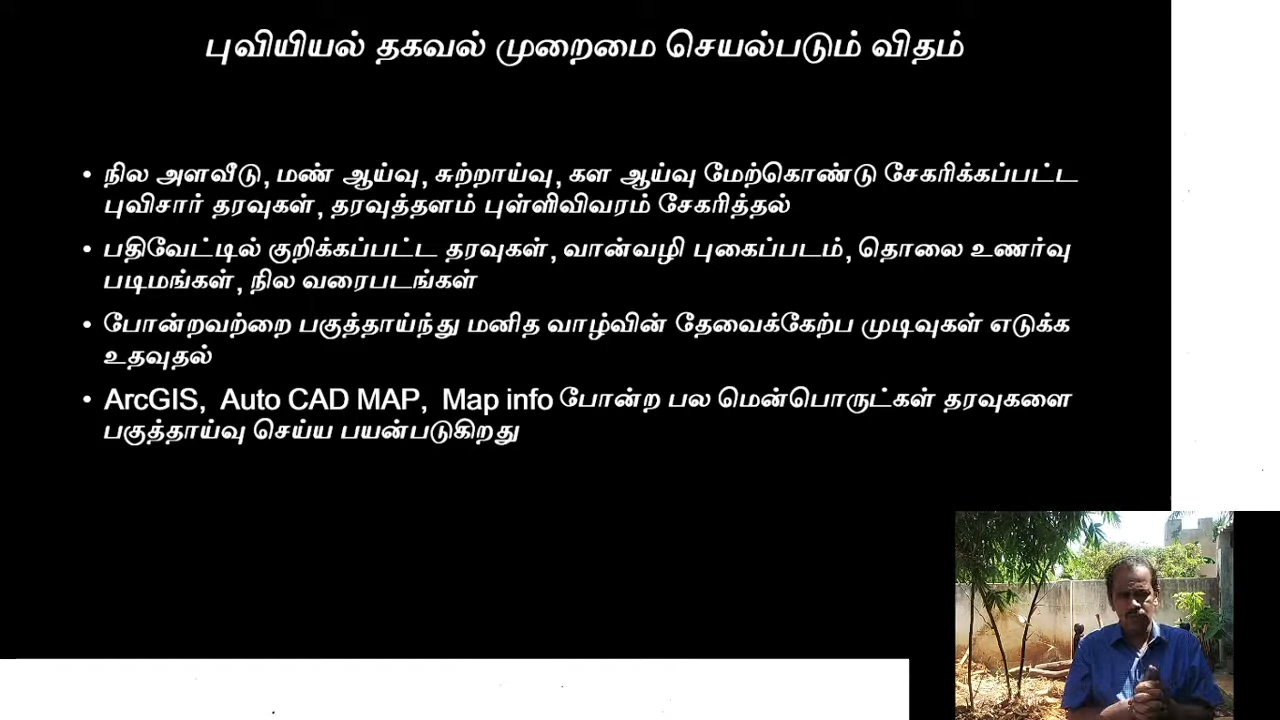 புவியியல் தகவல் முறைமை செயல்படும் விதம்
• நில அளவீடு, மண் ஆய்வு, சுற்றாய்வு, கள ஆய்வு மேற்கொண்டு சேகரிக்கப்பட்ட
புவிசார் தரவுகள், தரவுத்தளம் புள்ளிவிவரம் சேகரித்தல்
• பதிவேட்டில் குறிக்கப்பட்ட தரவுகள், வான்வழி புகைப்படம், தொலை உணர்வு
படிமங்கள், நில வரைபடங்கள்
• போன்றவற்றை பகுத்தாய்ந்து மனித வாழ்வின் தேவைக்கேற்ப முடிவுகள் எடுக்க
உதவுதல்
• ArcGIS, Auto CAD MAP, Map info போன்ற பல மென்பொருட்கள் தரவுகளை
பகுத்தாய்வு செய்ய பயன்படுகிறது